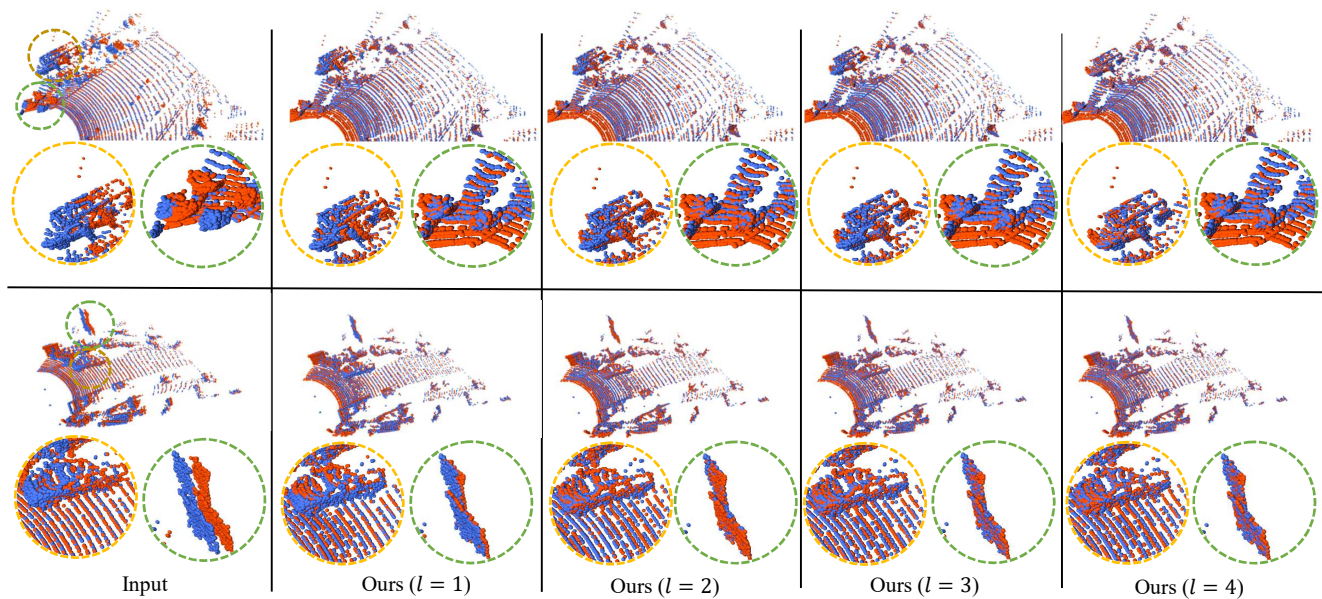 Input
Ours (l = 1)
Ours (l = 2)
Ours (l = 3)
Ours (l = 4)